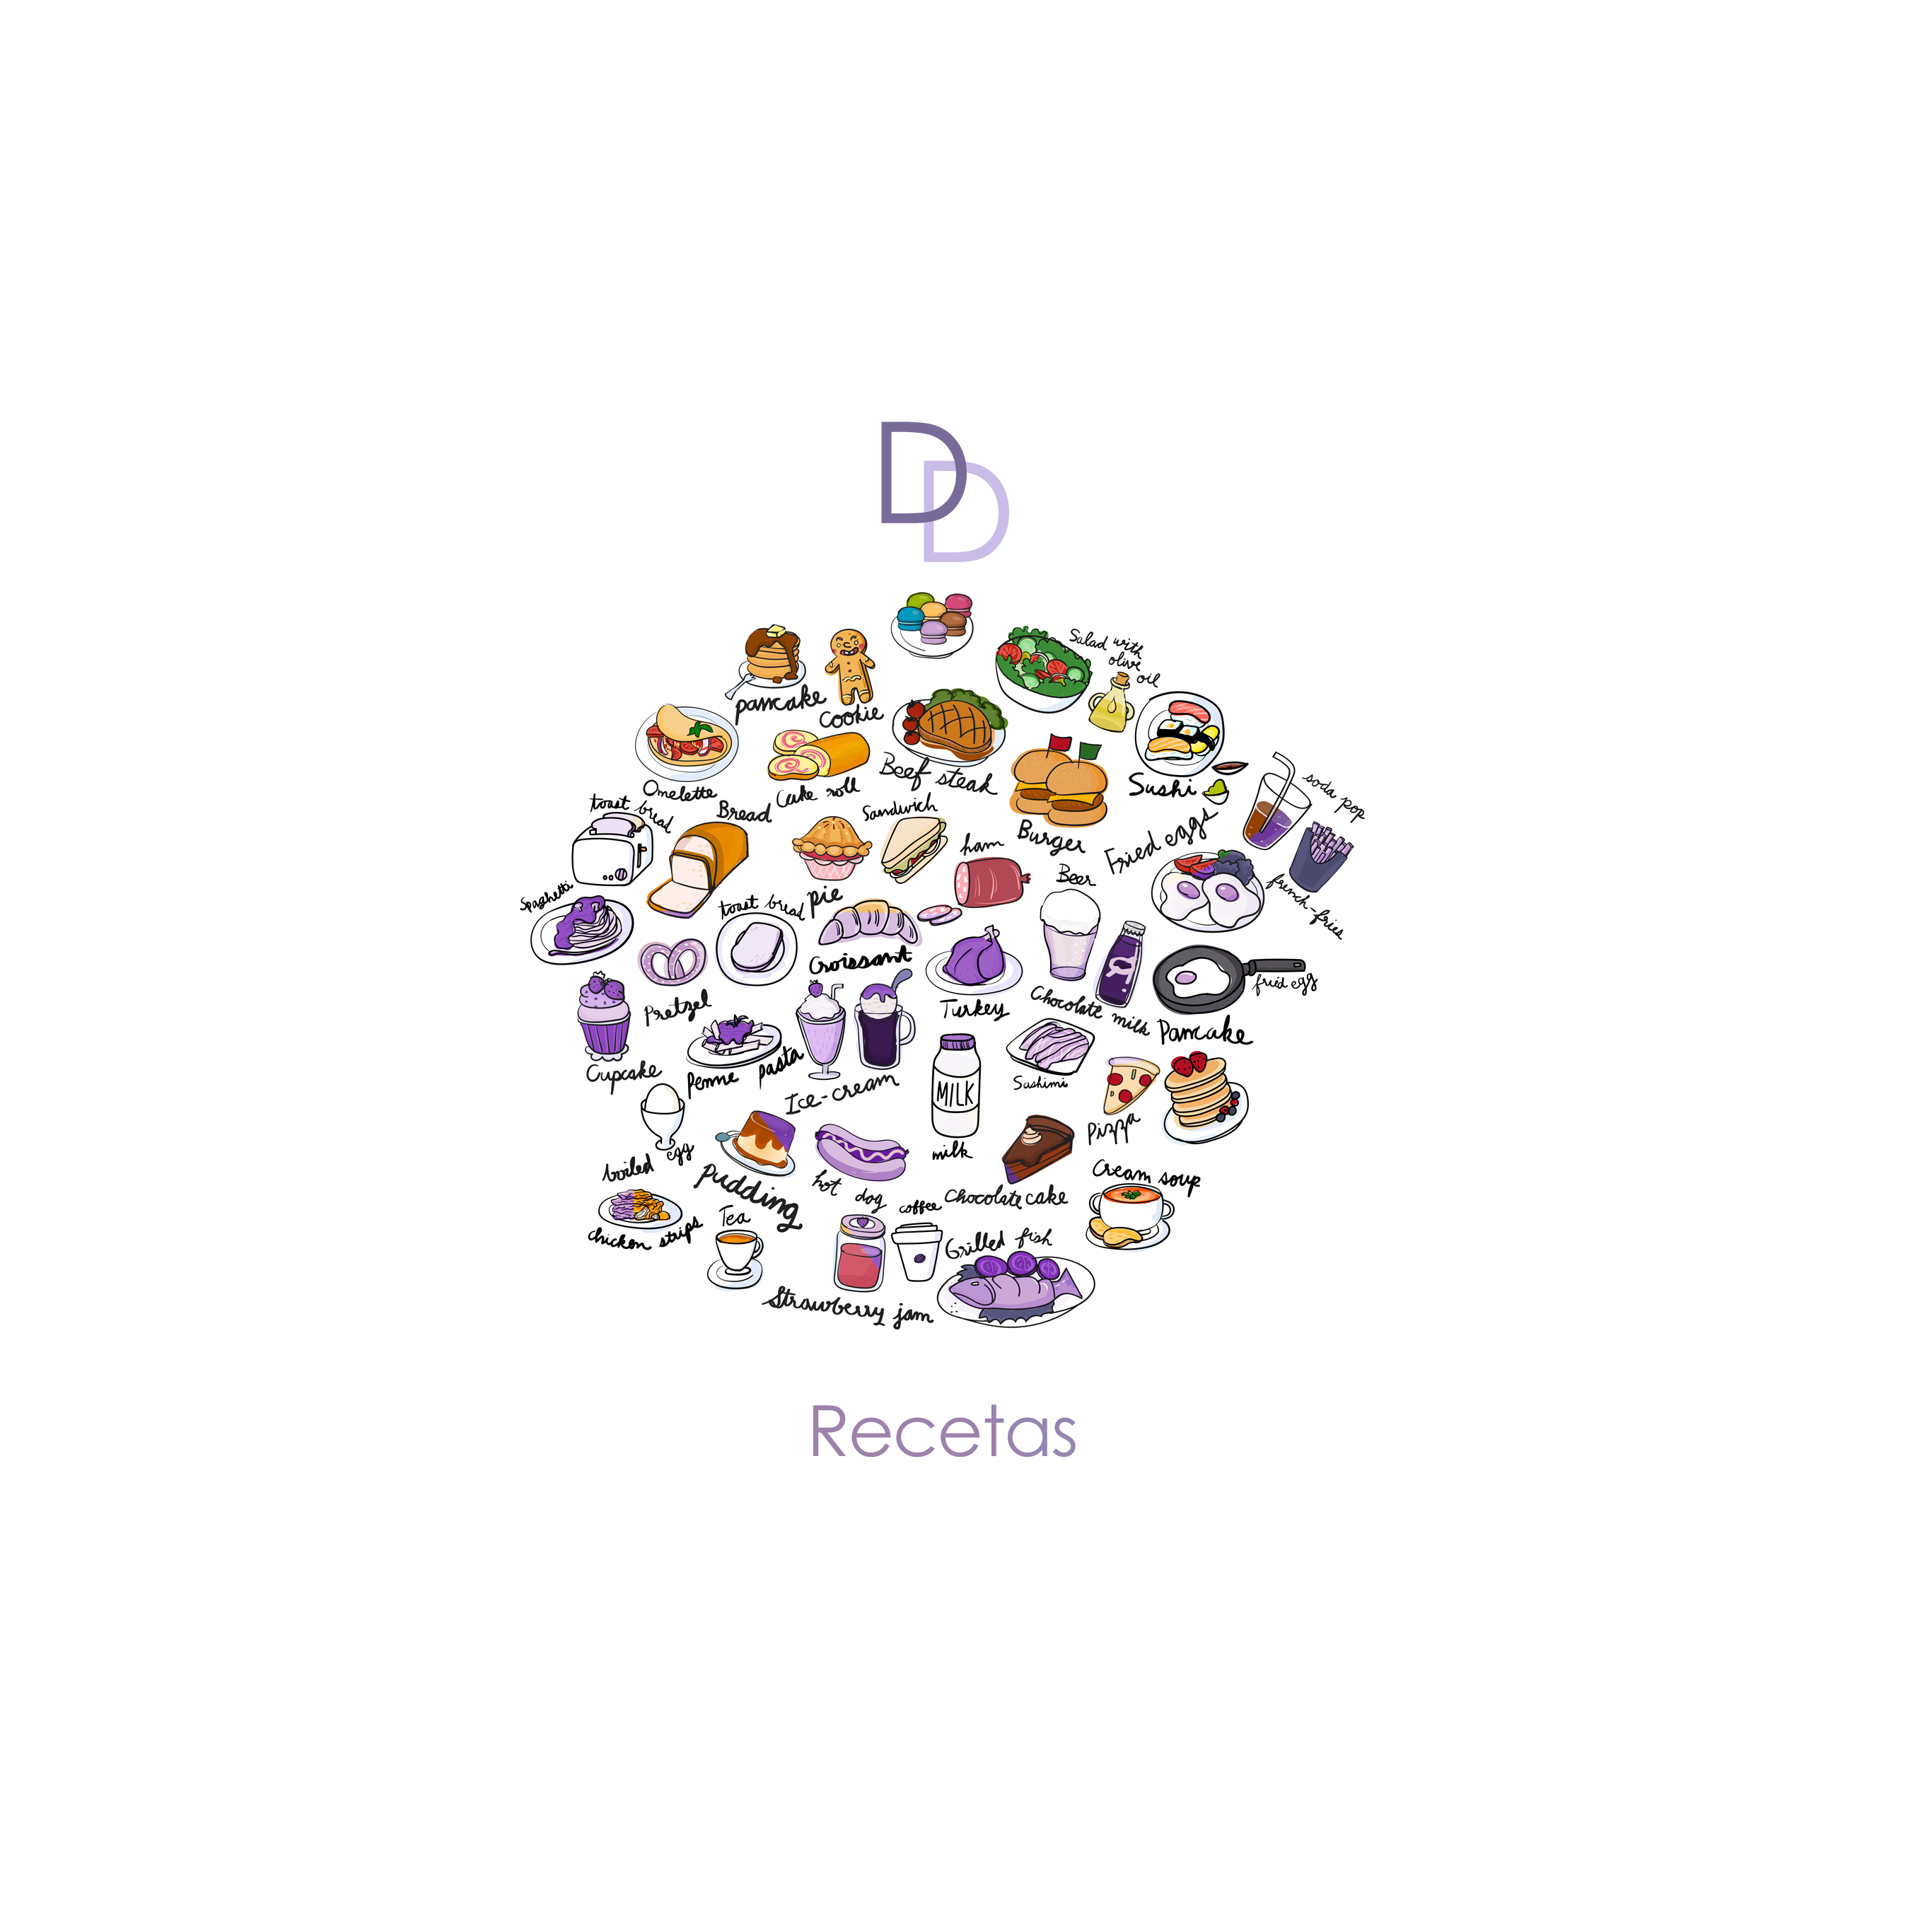 D
D
Salad with
olive
oil
pancake
Cookie
Beef steak
Omelette
Cake roll
Sushi
soda pop
toast bread
Bread
Sandwich
Burger
Fried eggs
ham
Beer
french-fries
Spaghetti
toast bread
pie
Croissant
fried egg
Pretzel
Turkey
Chocolate milk
Pancake
Cupcake
Penne pasta
Ice-cream
MILK
Sashimi
Pizza
milk
boiled egg
pudding
hot dog
Chocolate cake
Cream soup
chicken strips
Tea
coffee
Grilled fish
Strawberry jam
Recetas